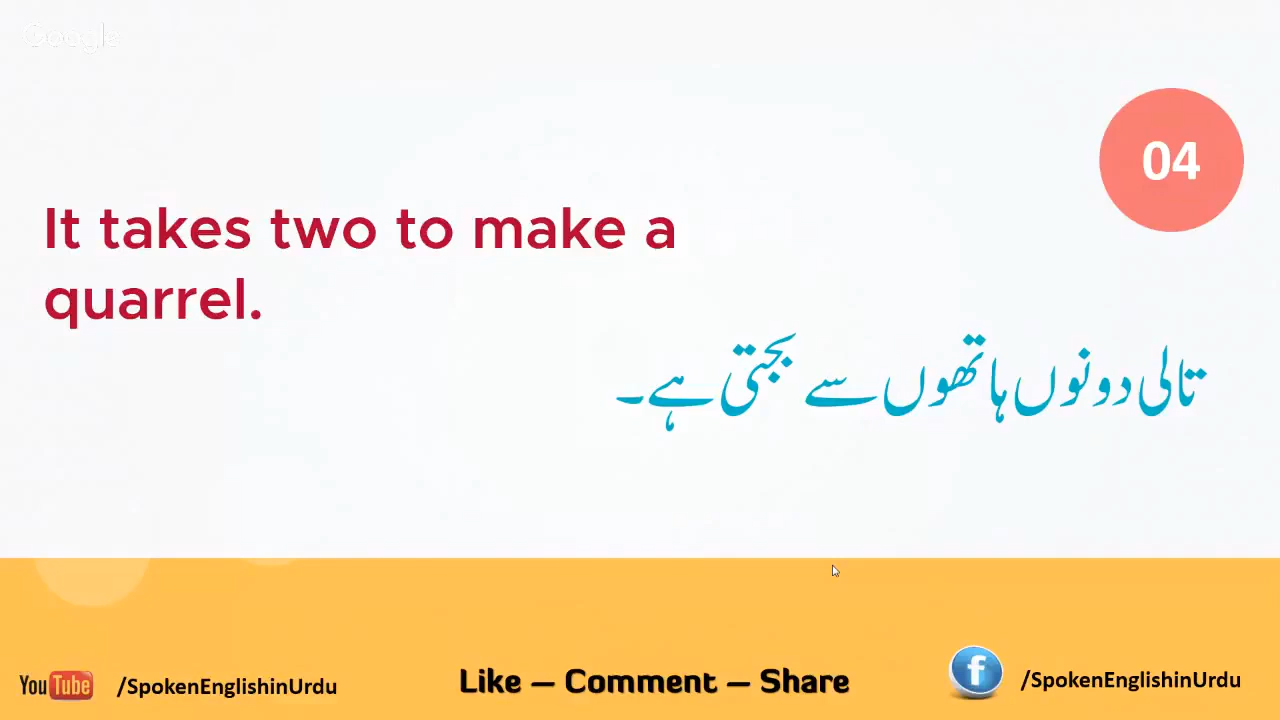 Google
04
It takes two to make a
quarrel.
تالی دونوں ہاتھوں سے بجتی ہے۔
YouTube /SpokenEnglishinUrdu
Like – Comment – Share
f /SpokenEnglishinUrdu